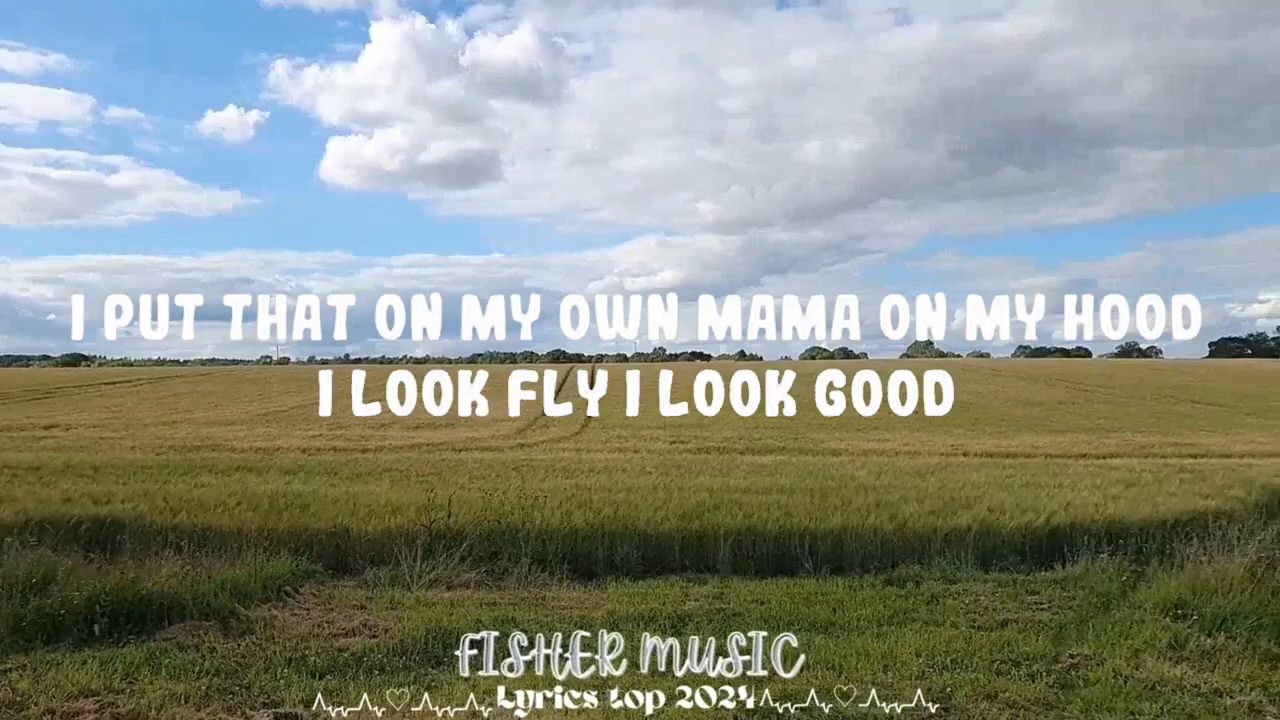 I PUT THAT ON MY OWN MAMA ON MY HOOD
I LOOK FLY I LOOK GOOD
FISHER MUSIC
Lyrics top 2024